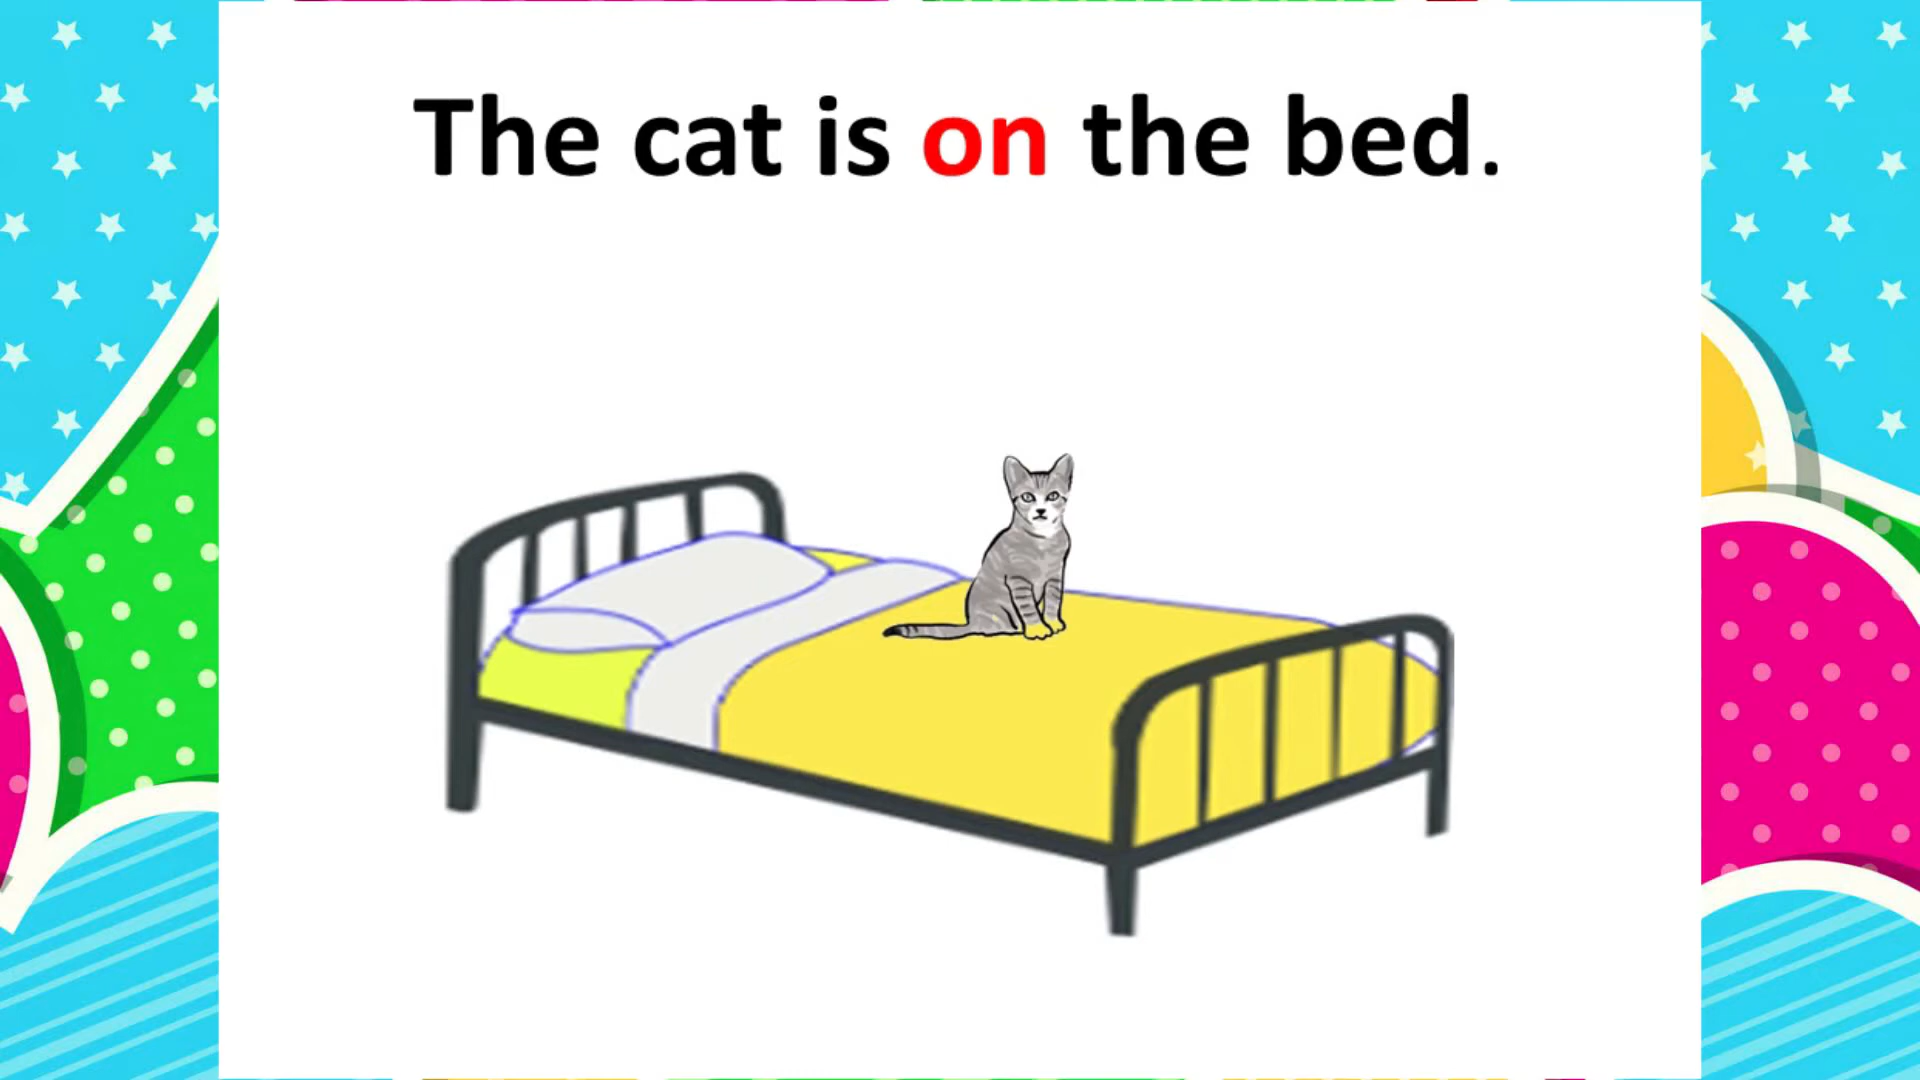 The cat is on the bed.